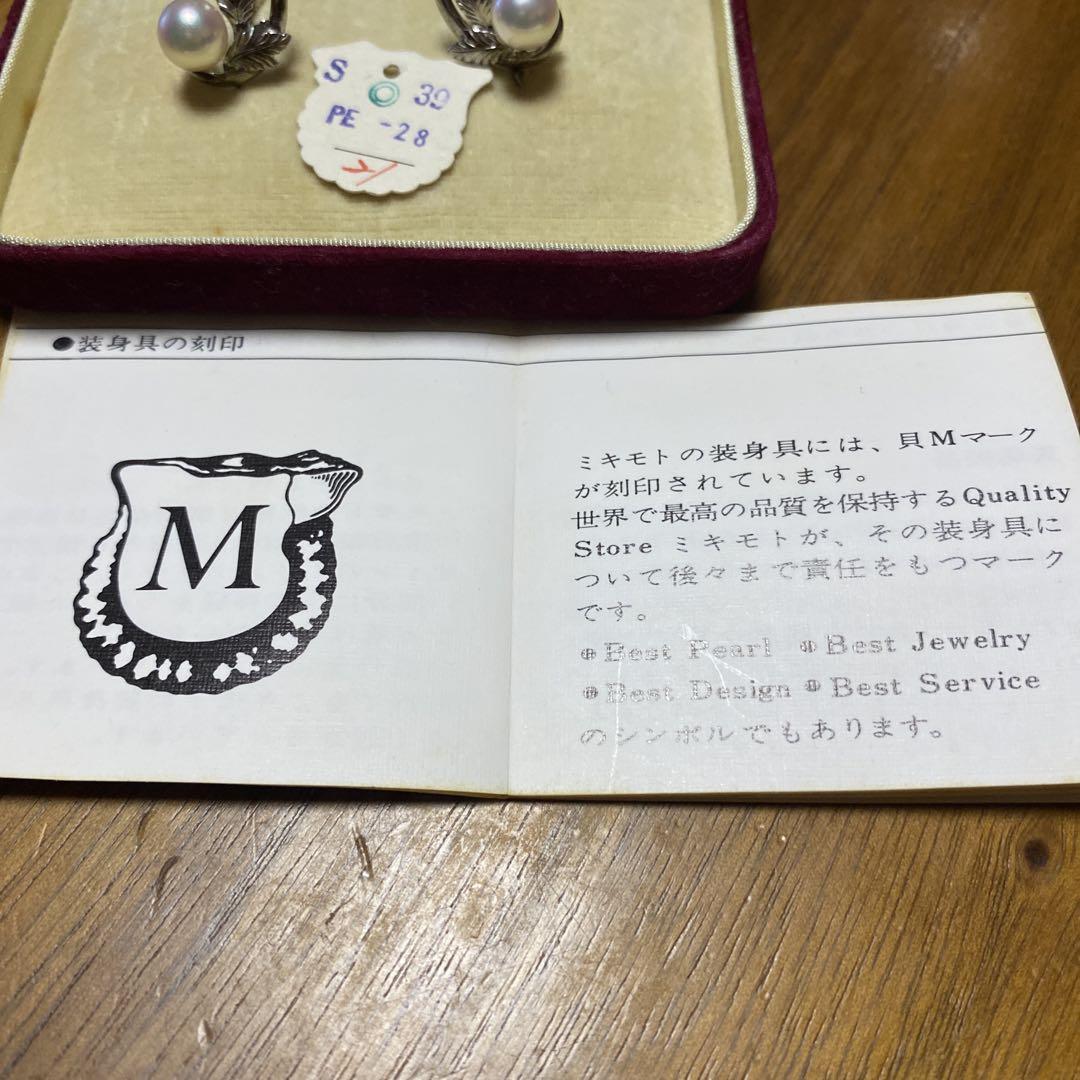 S 39
PE -28
●装身具の刻印
M
ミキモトの装身具には、貝Mマーク
が刻印されています。
世界で最高の品質を保持するQuality
Store ミキモトが、その装身具に
ついて後々まで責任をもつマーク
です。
Best Pearl Best Jewelry
Best Design Best Service
のシンボルでもあります。